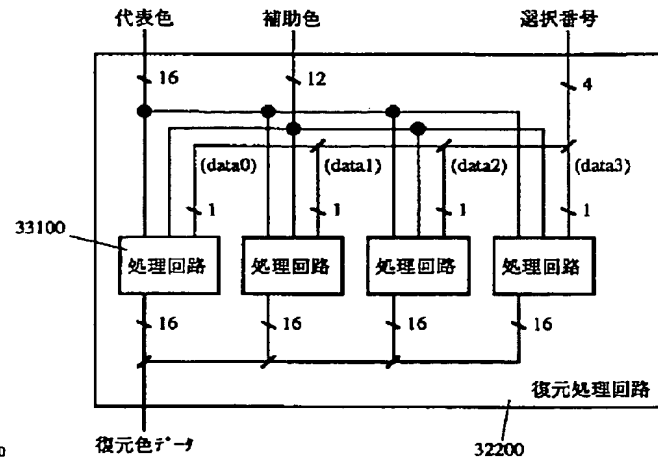 代表色 補助色 選択番号
16 12 4
(data0) (data1) (data2) (data3)
1 1 1 1
33100
処理回路 処理回路 処理回路 処理回路
16 16 16 16
復元処理回路
復元色データ
32200